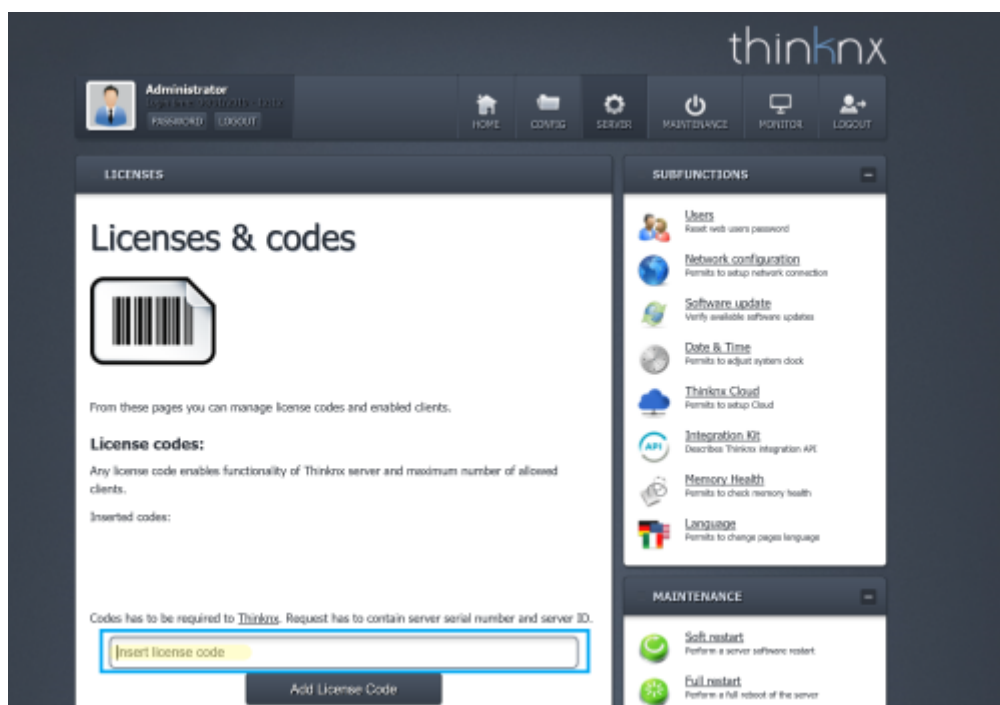 thinknx
Administrator
PASSWORD LOGOUT
HOME CONFIG SERVER MAINTENANCE MONITOR LOGOUT
LICENSES
Licenses & codes
From these pages you can manage license codes and enabled clients.
License codes:
Any license code enables functionality of Thinknx server and maximum number of allowed
clients.
Inserted codes:
Codes has to be required to Thinknx. Request has to contain server serial number and server ID.
Insert license code
Add License Code
SUBFUNCTIONS
Users
Reset web users password
Network configuration
Permits to setup network connection
Software update
Verify available software updates
Date & Time
Permits to adjust system clock
Thinknx Cloud
Permits to setup Cloud
API
Integration Kit
Describes Thinknx integration API
Memory Health
Permits to check memory health
Language
Permits to change pages language
MAINTENANCE
Soft restart
Perform a server software restart
Full restart
Perform a full reboot of the server